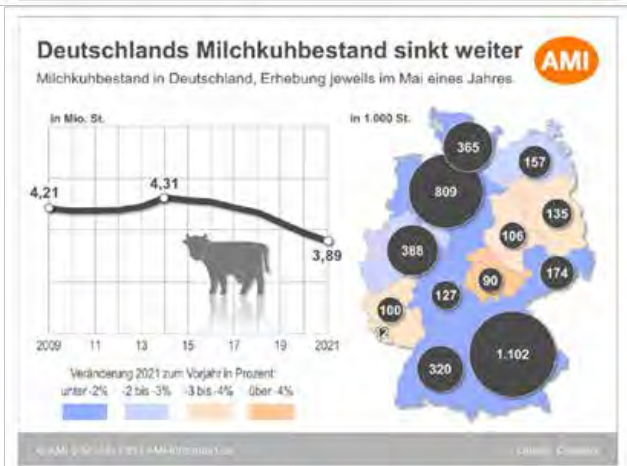 Deutschlands Milchkuhbestand sinkt weiter
AMI
Milchkuhbestand in Deutschland, Erhebung jeweils im Mai eines Jahres
in Mio. St.
4,21
4,31
3,89
2009 11 13 15 17 19 2021
Veränderung 2021 zum Vorjahr in Prozent:
unter -2% -2 bis -3% -3 bis -4% über -4%
in 1.000 St.
365
157
809
135
106
388
174
90
127
100
1.102
320
© AMI